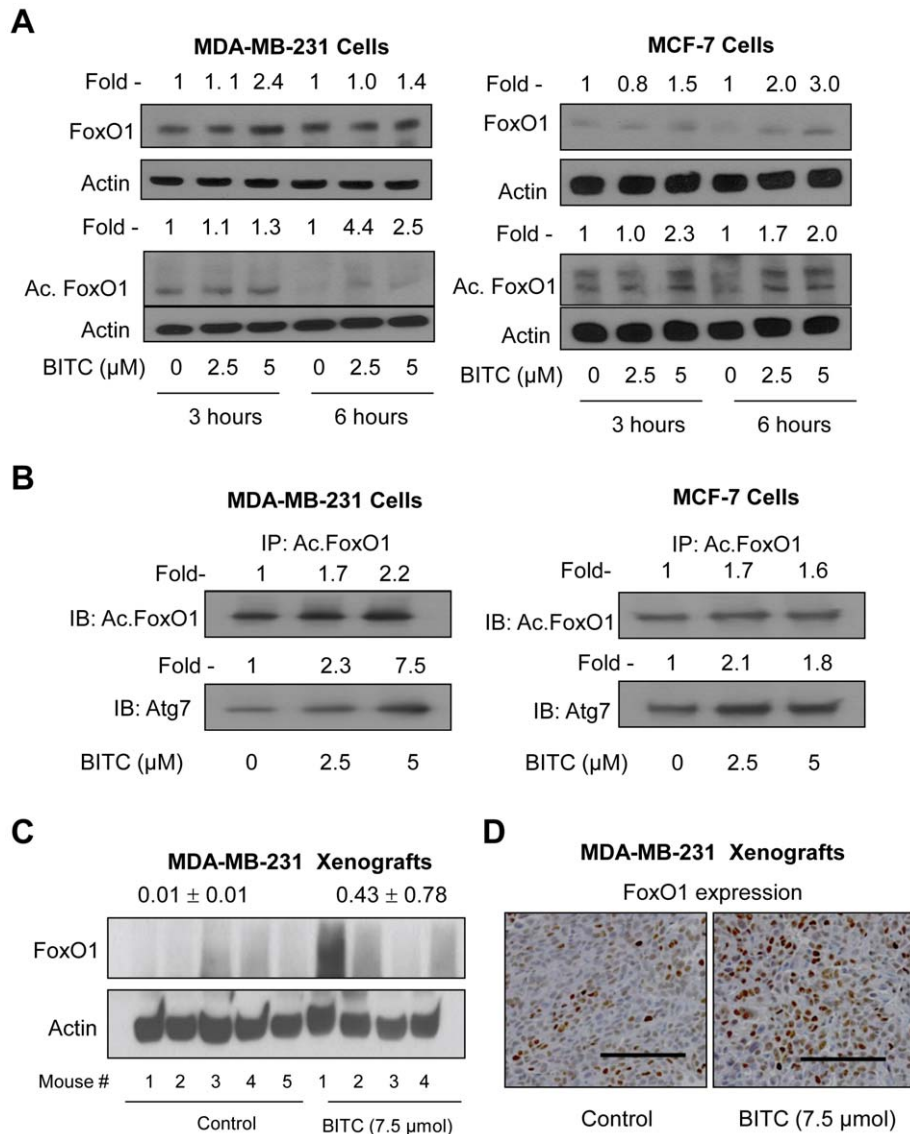 A
MDA-MB-231 Cells
Fold - 1 1. 1 2.4 1 1.0 1.4
FoxO1
Actin
Fold - 1 1.1 1.3 1 4.4 2.5
Ac. FoxO1
Actin
BITC (µM) 0 2.5 5 0 2.5 5
3 hours 6 hours
MCF-7 Cells
Fold - 1 0.8 1.5 1 2.0 3.0
FoxO1
Actin
Fold - 1 1.0 2.3 1 1.7 2.0
Ac. FoxO1
Actin
BITC (µM) 0 2.5 5 0 2.5 5
3 hours 6 hours
B
MDA-MB-231 Cells
IP: Ac.FoxO1
Fold- 1 1.7 2.2
IB: Ac.FoxO1
Fold - 1 2.3 7.5
IB: Atg7
BITC (µM) 0 2.5 5
MCF-7 Cells
IP: Ac.FoxO1
Fold- 1 1.7 1.6
IB: Ac.FoxO1
Fold - 1 2.1 1.8
IB: Atg7
BITC (µM) 0 2.5 5
C
MDA-MB-231 Xenografts
0.01 ± 0.01 0.43 ± 0.78
FoxO1
Actin
Mouse # 1 2 3 4 5 1 2 3 4
Control BITC (7.5 µmol)
D
MDA-MB-231 Xenografts
FoxO1 expression
Control BITC (7.5 µmol)